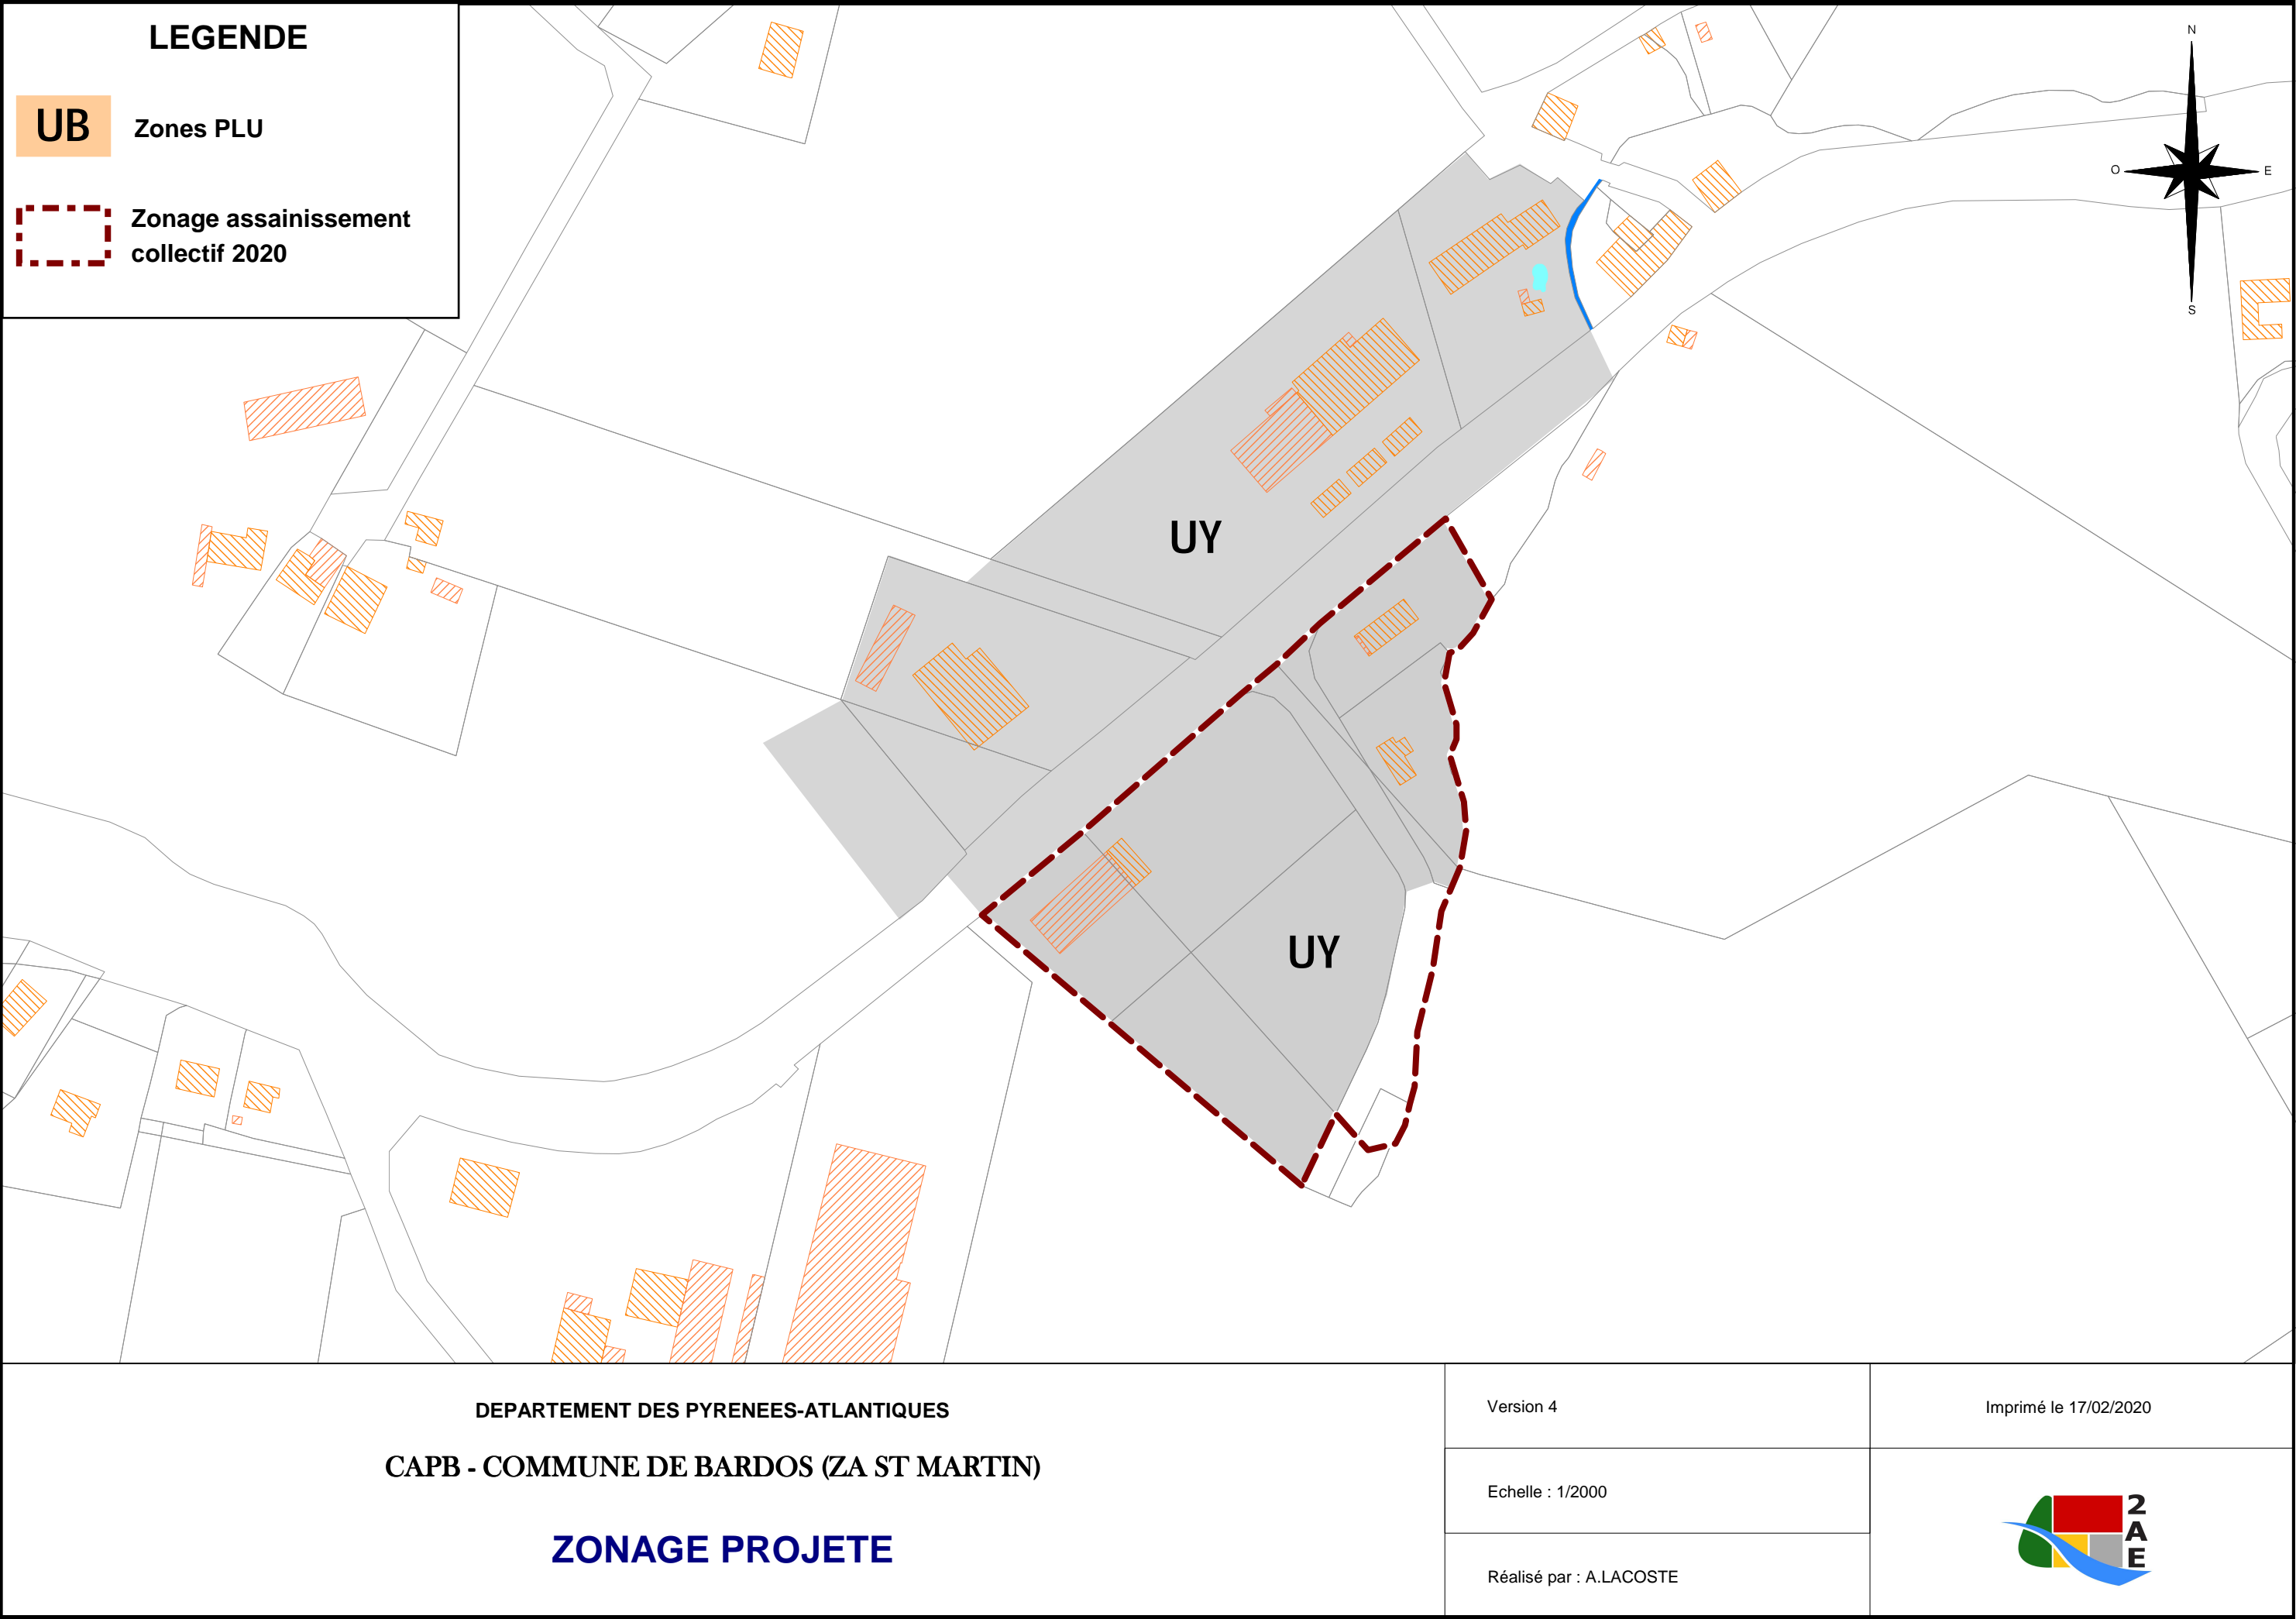 LEGENDE
UB
Zones PLU
Zonage assainissement
collectif 2020
N
O
E
S
UY
UY
DEPARTEMENT DES PYRENEES-ATLANTIQUES
CAPB - COMMUNE DE BARDOS (ZA ST MARTIN)
ZONAGE PROJETE
Version 4
Imprimé le 17/02/2020
Echelle : 1/2000
Réalisé par : A.LACOSTE
2
A
E